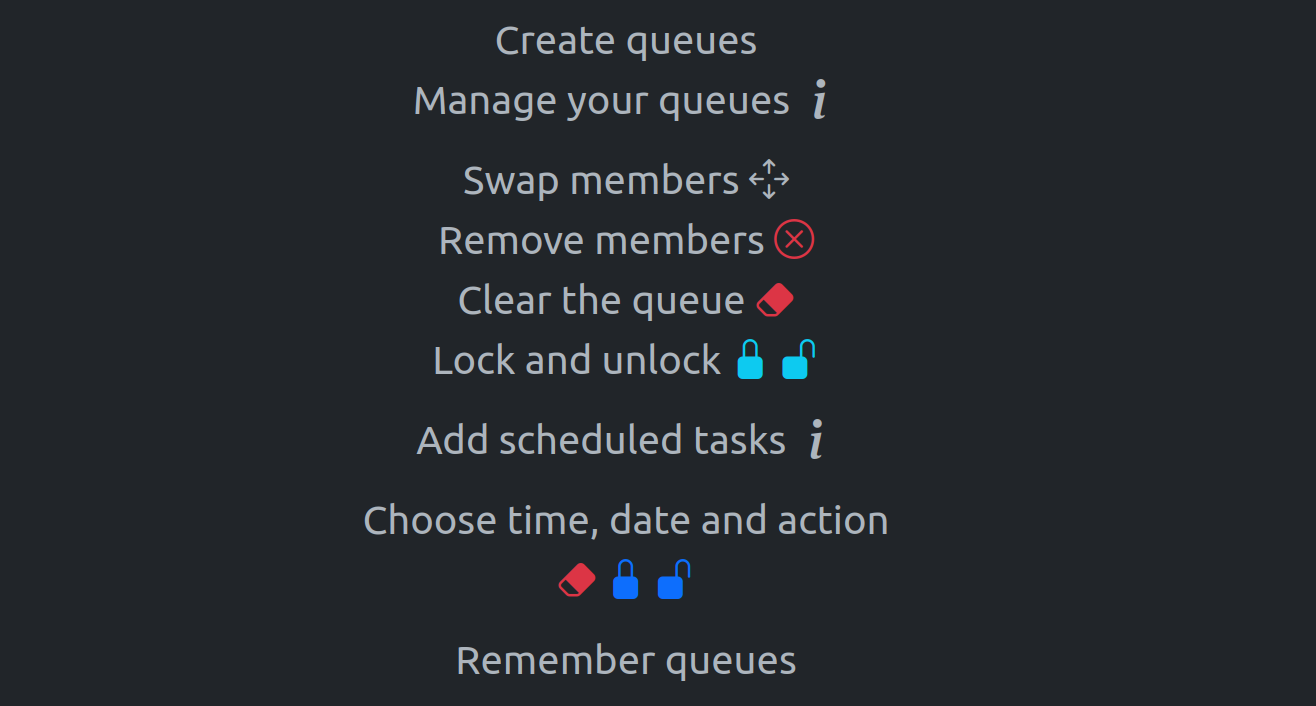 Create queues
Manage your queues i
Swap members
Remove members
Clear the queue
Lock and unlock
Add scheduled tasks i
Choose time, date and action
Remember queues